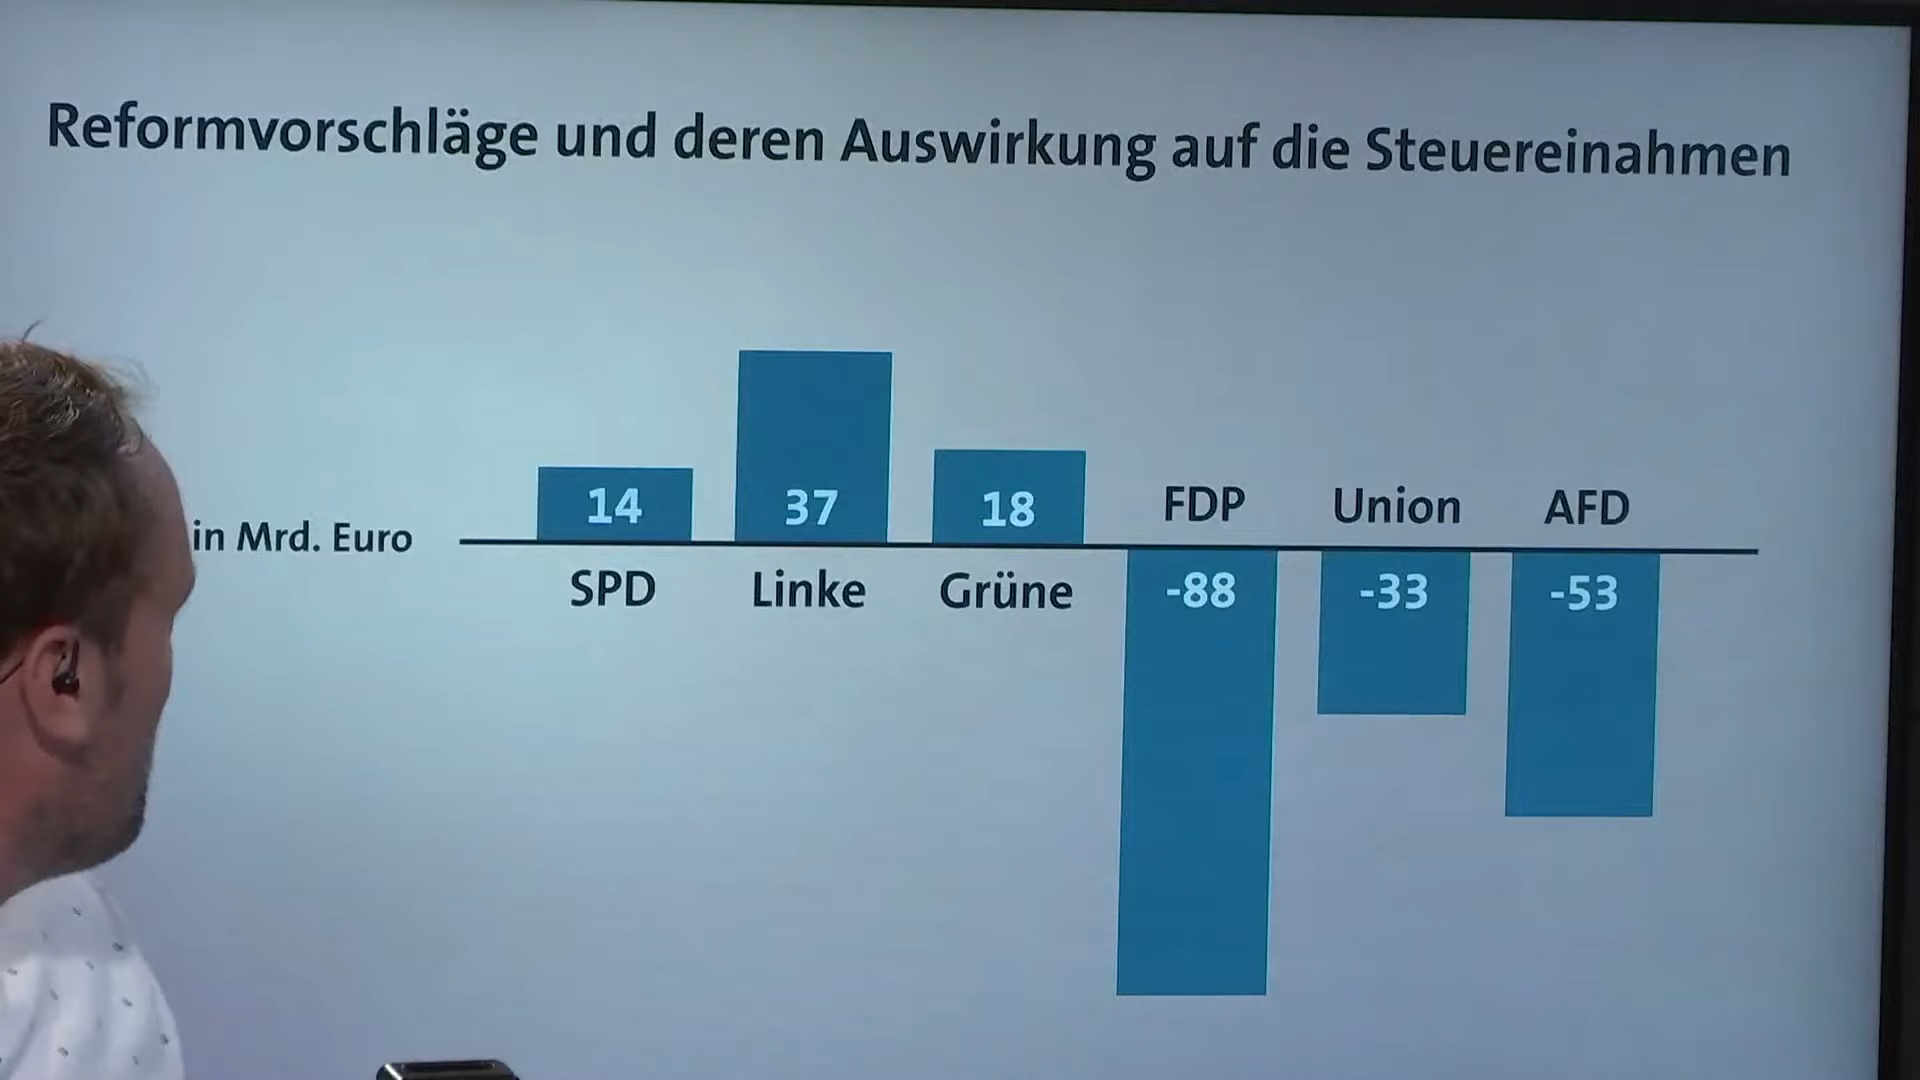 Reformvorschläge und deren Auswirkung auf die Steuereinahmen
14
37
18
FDP
Union
AFD
in Mrd. Euro
SPD
Linke
Grüne
-88
-33
-53